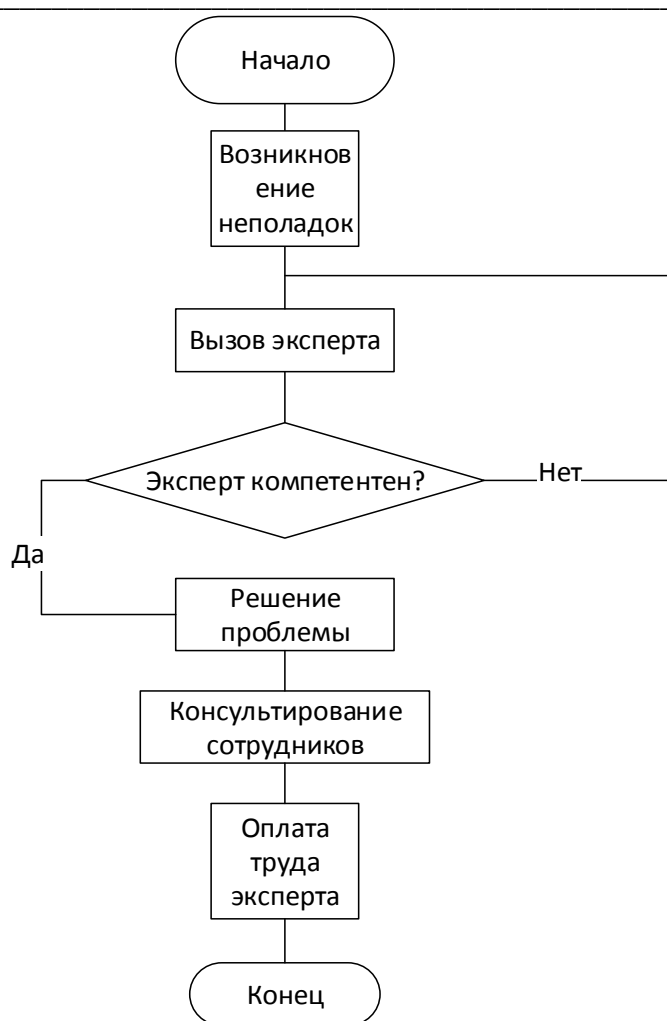 Начало
Возникнов
ение
неполадок
Вызов эксперта
Эксперт компетентен?
Нет
Да
Решение
проблемы
Консультирование
сотрудников
Оплата
труда
эксперта
Конец